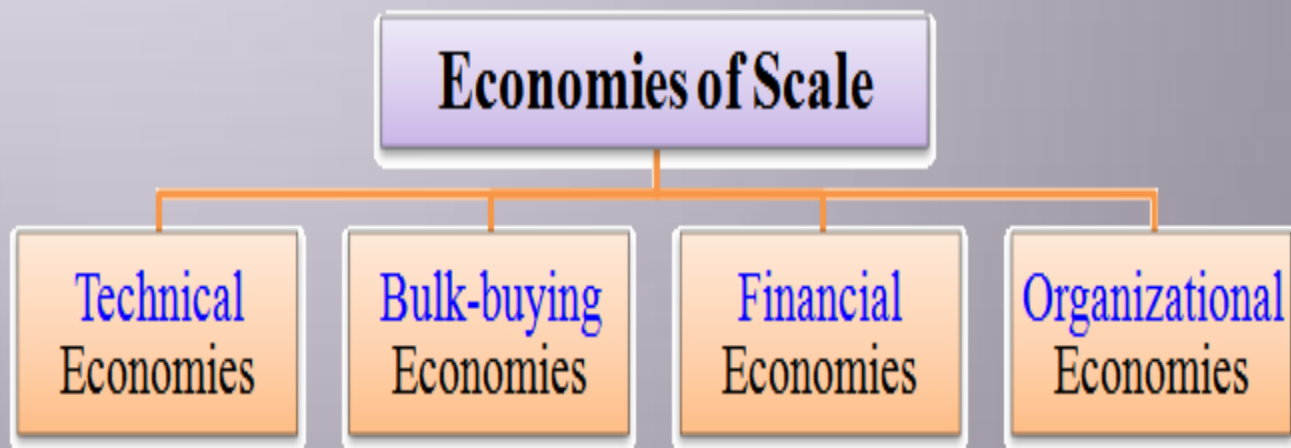 Economies of Scale
Technical
Economies
Bulk-buying
Economies
Financial
Economies
Organizational
Economies